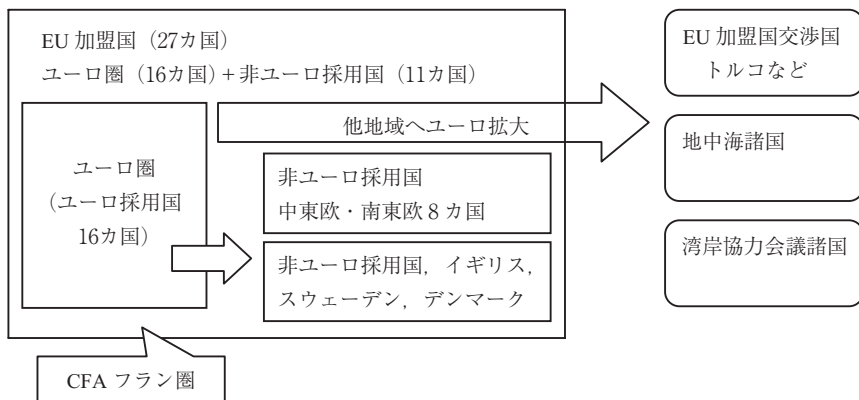 EU 加盟国（27カ国）
ユーロ圏（16カ国）+非ユーロ採用国（11カ国）
他地域へユーロ拡大
ユーロ圏
（ユーロ採用国
16カ国）
非ユーロ採用国
中東欧・南東欧8カ国
非ユーロ採用国，イギリス，
スウェーデン，デンマーク
CFA フラン圏
EU 加盟国交渉国
トルコなど
地中海諸国
湾岸協力会議諸国